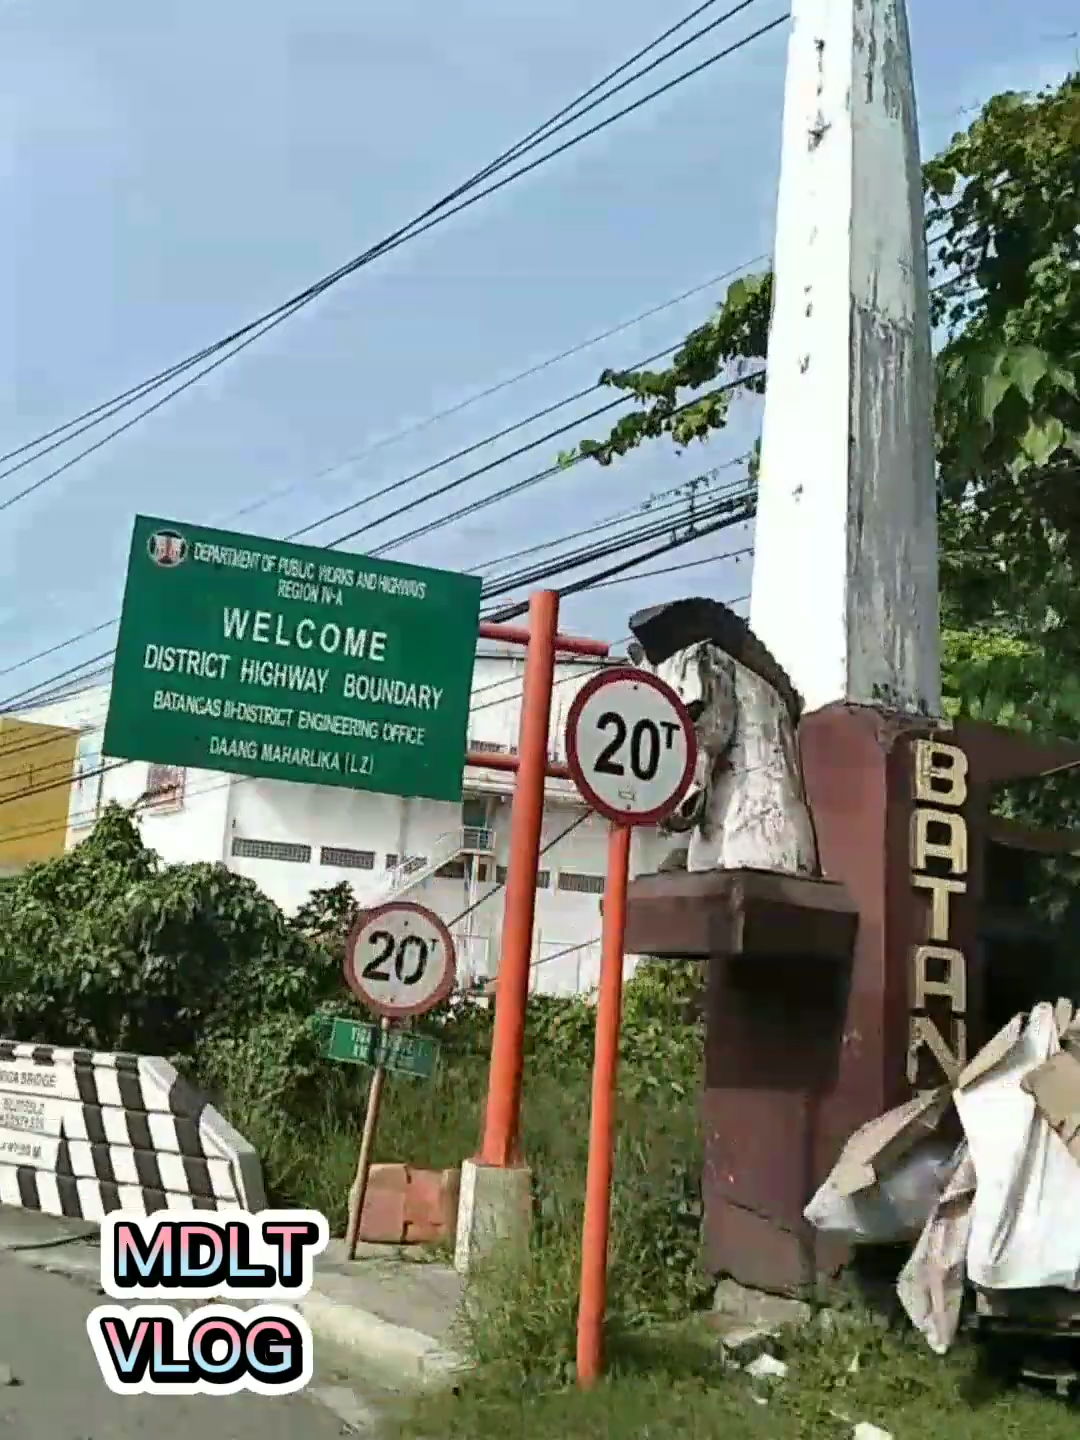 DEPARTMENT OF PUBLIC WORKS AND HIGHWAYS
REGION IV-A
WELCOME
DISTRICT HIGHWAY BOUNDARY
BATANGAS III-DISTRICT ENGINEERING OFFICE
DAANG MAHARLIKA (LZ)
20T
20T
BATAN
BRIDGE
MDLT
VLOG